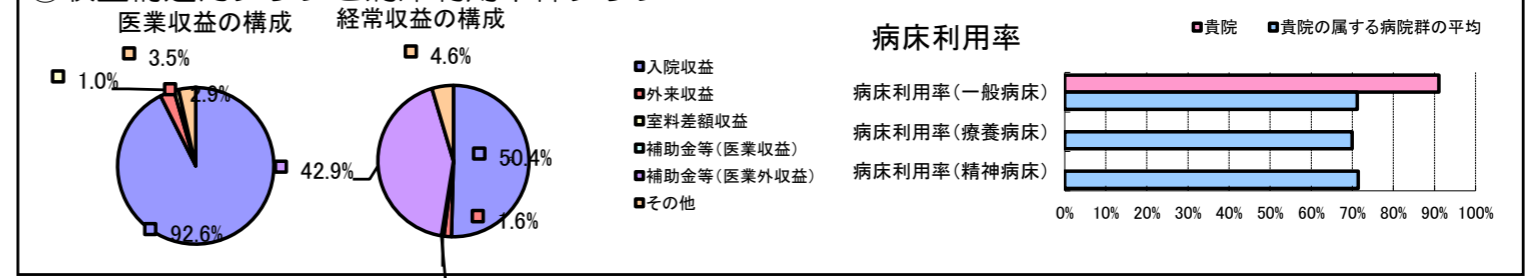 医業収益の構成
経常収益の構成
3.5%
1.0%
2.9%
92.6%
4.6%
50.4%
42.9%
1.6%
入院収益
外来収益
室料差額収益
補助金等(医業収益)
補助金等(医業外収益)
その他
病床利用率
貴院 貴院の属する病院群の平均
病床利用率(一般病床)
病床利用率(療養病床)
病床利用率(精神病床)
0% 10% 20% 30% 40% 50% 60% 70% 80% 90% 100%